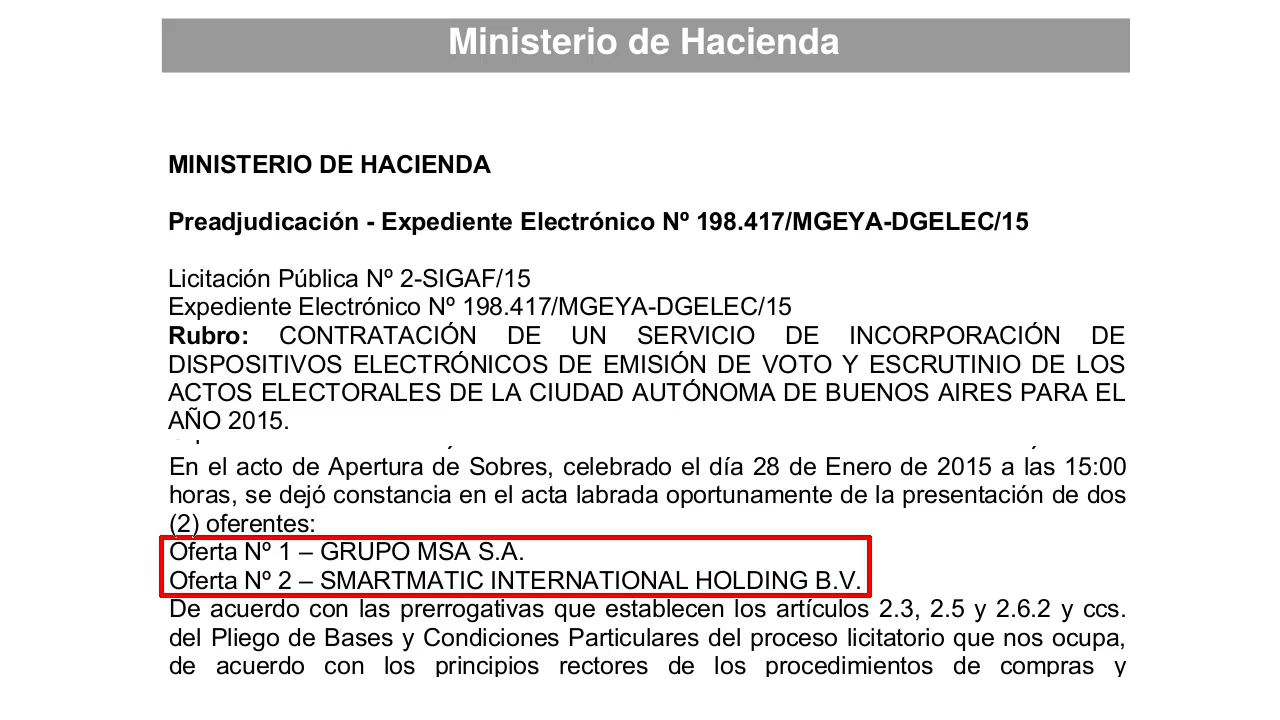 Ministerio de Hacienda
MINISTERIO DE HACIENDA
Preadjudicación - Expediente Electrónico Nº 198.417/MGEYA-DGELEC/15
Licitación Pública Nº 2-SIGAF/15
Expediente Electrónico Nº 198.417/MGEYA-DGELEC/15
Rubro: CONTRATACIÓN DE UN SERVICIO DE INCORPORACIÓN DE
DISPOSITIVOS ELECTRÓNICOS DE EMISIÓN DE VOTO Y ESCRUTINIO DE LOS
ACTOS ELECTORALES DE LA CIUDAD AUTÓNOMA DE BUENOS AIRES PARA EL
AÑO 2015.
En el acto de Apertura de Sobres, celebrado el día 28 de Enero de 2015 a las 15:00
horas, se dejó constancia en el acta labrada oportunamente de la presentación de dos
(2) oferentes:
Oferta Nº 1 – GRUPO MSA S.A.
Oferta Nº 2 – SMARTMATIC INTERNATIONAL HOLDING B.V.
De acuerdo con las prerrogativas que establecen los artículos 2.3, 2.5 y 2.6.2 y ccs.
del Pliego de Bases y Condiciones Particulares del proceso licitatorio que nos ocupa,
de acuerdo con los principios rectores de los procedimientos de compras y